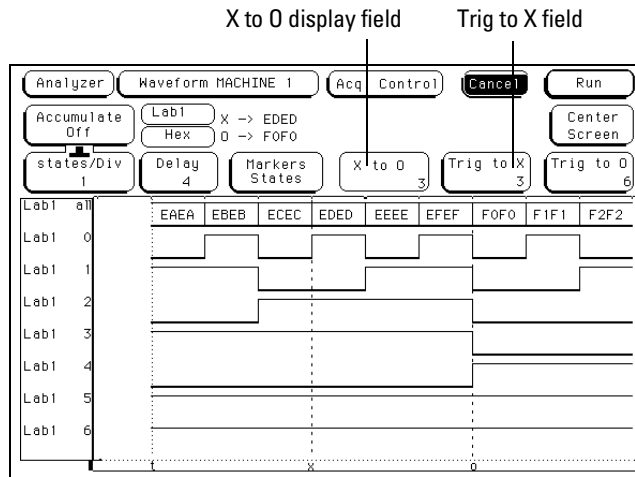 X to O display field Trig to X field
Analyzer Waveform MACHINE 1 Acq Control Cancel Run
Accumulate Off Lab1 Hex X -> EDED O -> F0F0 Center Screen
states/Div 1 Delay 4 Markers States X to O 3 Trig to X 3 Trig to O 6
Lab1 all EAEA EBEB ECEC EDED EEEE EFEF F0F0 F1F1 F2F2
Lab1 0
Lab1 1
Lab1 2
Lab1 3
Lab1 4
Lab1 5
Lab1 6
t X O